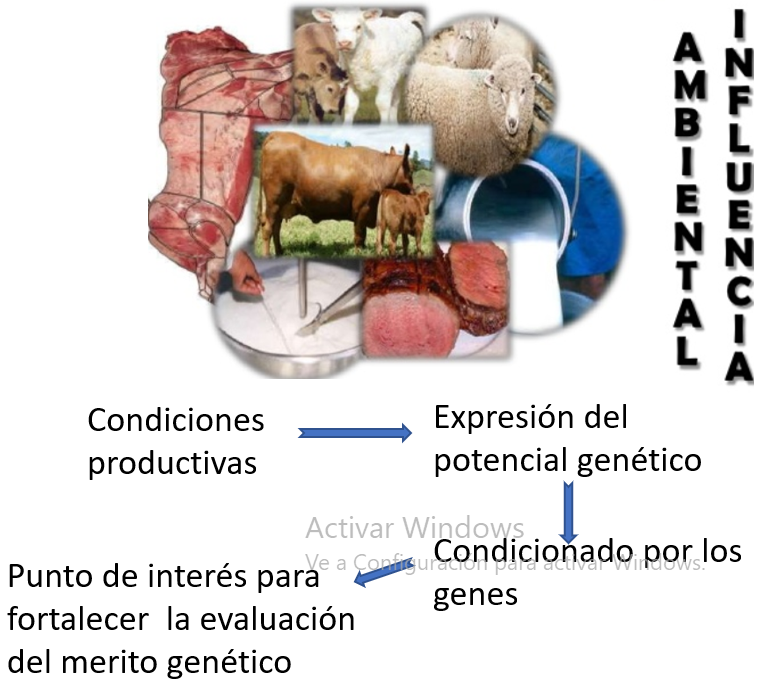 INFLUENCIA
AMBIENTAL
Condiciones
productivas
Expresión del
potencial genético
Activar Windows
Ve a Configuración para activar Windows.
Condicionado por los
genes
Punto de interés para
fortalecer la evaluación
del merito genético